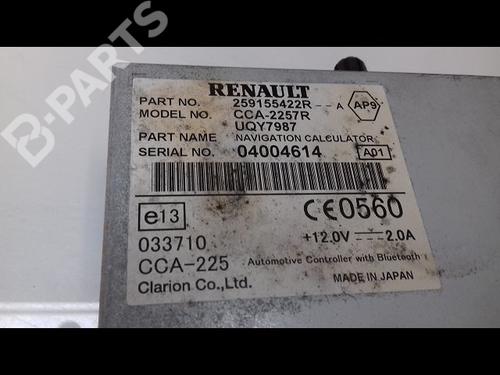 B-PARTS
RENAULT
PART NO. 259155422R -- A AP9
MODEL NO. CCA-2257R
UQY7987
PART NAME NAVIGATION CALCULATOR
SERIAL NO. 04004614 A01
e13 CE0560
033710 +12.0V ⎓ 2.0A
CCA-225 Automotive Controller with Bluetooth
Clarion Co.,Ltd. MADE IN JAPAN